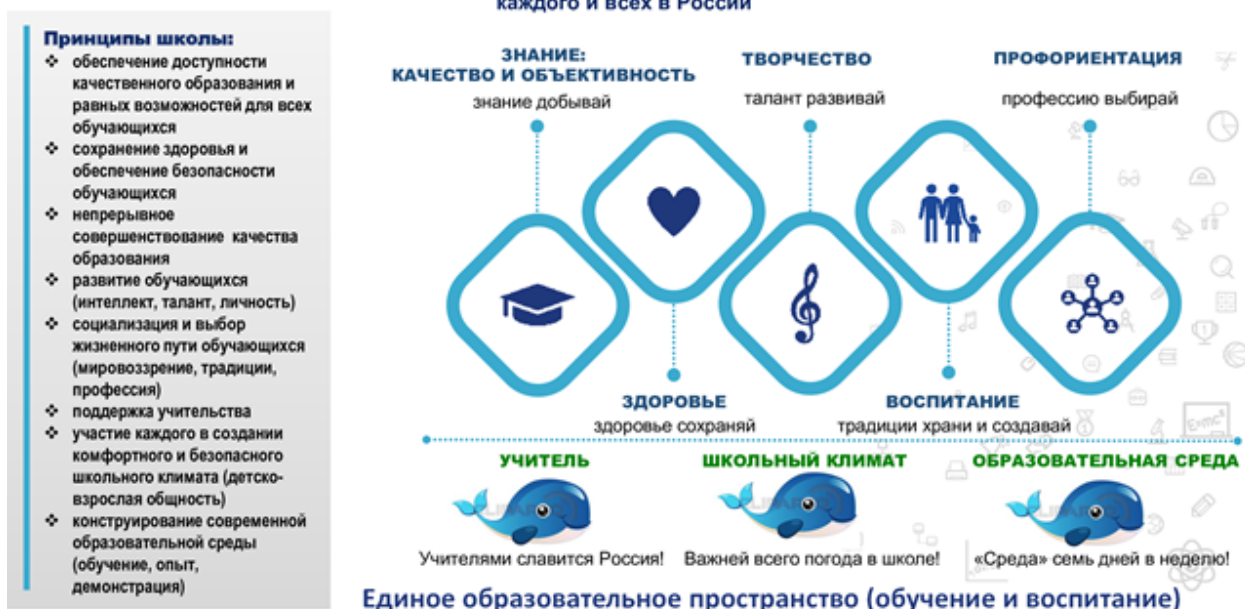 каждого и всех в России
Принципы школы:
❖ обеспечение доступности
качественного образования и
равных возможностей для всех
обучающихся
❖ сохранение здоровья и
обеспечение безопасности
обучающихся
❖ непрерывное
совершенствование качества
образования
❖ развитие обучающихся
(интеллект, талант, личность)
❖ социализация и выбор
жизненного пути обучающихся
(мировоззрение, традиции,
профессия)
❖ поддержка учительства
❖ участие каждого в создании
комфортного и безопасного
школьного климата (детско-
взрослая общность)
❖ конструирование современной
образовательной среды
(обучение, опыт,
демонстрация)
ЗНАНИЕ:
КАЧЕСТВО И ОБЪЕКТИВНОСТЬ
знание добывай
ТВОРЧЕСТВО
талант развивай
ПРОФОРИЕНТАЦИЯ
профессию выбирай
ЗДОРОВЬЕ
здоровье сохраняй
ВОСПИТАНИЕ
традиции храни и создавай
УЧИТЕЛЬ
Учителями славится Россия!
ШКОЛЬНЫЙ КЛИМАТ
Важней всего погода в школе!
ОБРАЗОВАТЕЛЬНАЯ СРЕДА
«Среда» семь дней в неделю!
Единое образовательное пространство (обучение и воспитание)